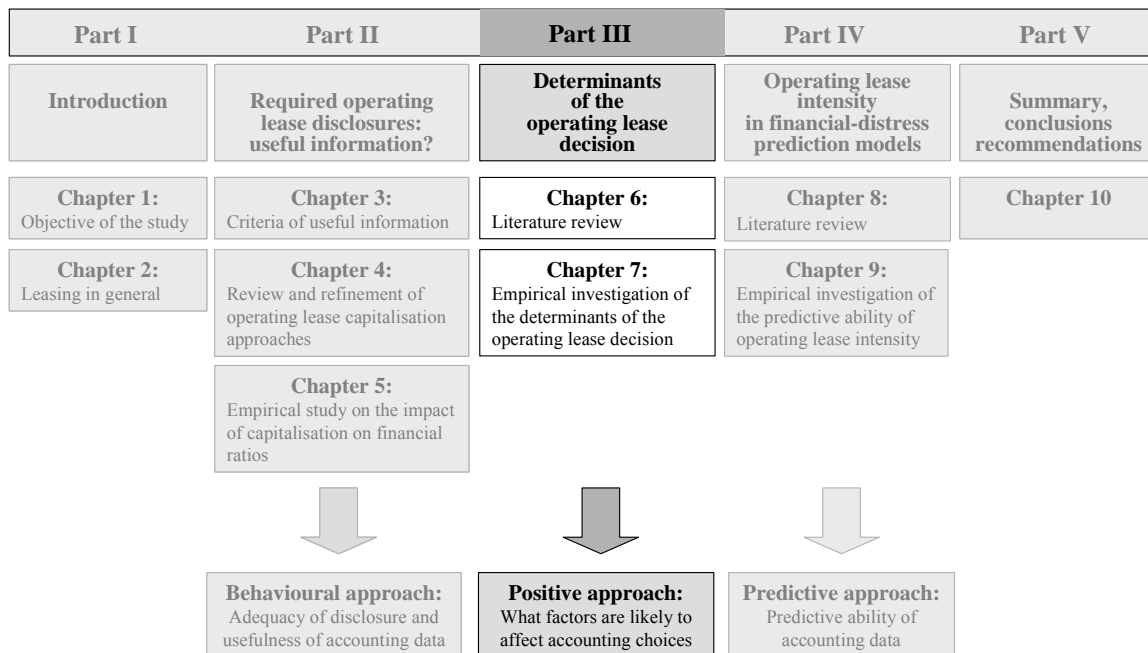 Part I
Part II
Part III
Part IV
Part V
Introduction
Required operating
lease disclosures:
useful information?
Determinants
of the
operating lease
decision
Operating lease
intensity
in financial-distress
prediction models
Summary,
conclusions
recommendations
Chapter 1:
Objective of the study
Chapter 3:
Criteria of useful information
Chapter 6:
Literature review
Chapter 8:
Literature review
Chapter 10
Chapter 2:
Leasing in general
Chapter 4:
Review and refinement of
operating lease capitalisation
approaches
Chapter 7:
Empirical investigation of
the determinants of the
operating lease decision
Chapter 9:
Empirical investigation of
the predictive ability of
operating lease intensity
Chapter 5:
Empirical study on the impact
of capitalisation on financial
ratios
Behavioural approach:
Adequacy of disclosure and
usefulness of accounting data
Positive approach:
What factors are likely to
affect accounting choices
Predictive approach:
Predictive ability of
accounting data